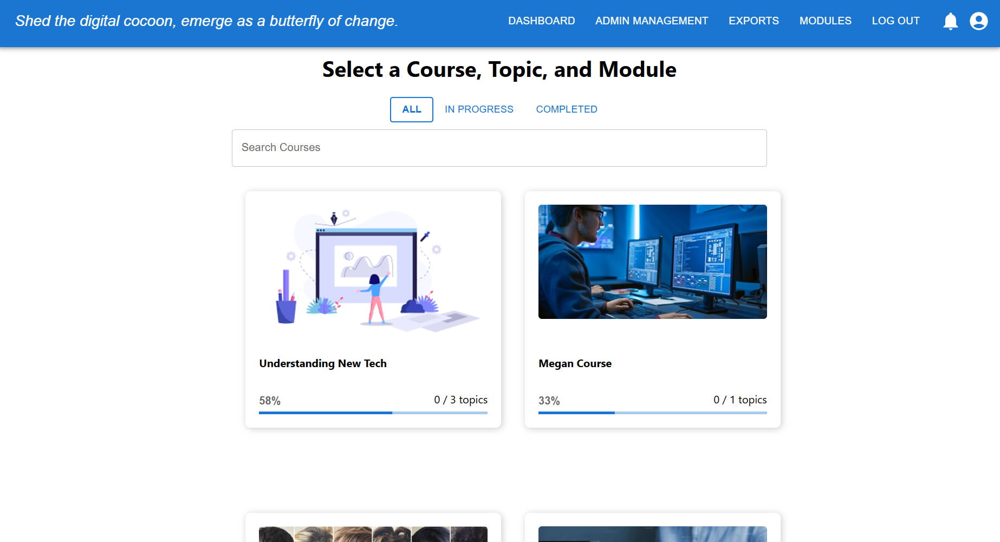 Shed the digital cocoon, emerge as a butterfly of change.
DASHBOARD ADMIN MANAGEMENT EXPORTS MODULES LOG OUT
Select a Course, Topic, and Module
ALL IN PROGRESS COMPLETED
Search Courses
Understanding New Tech
58% 0 / 3 topics
Megan Course
33% 0 / 1 topics